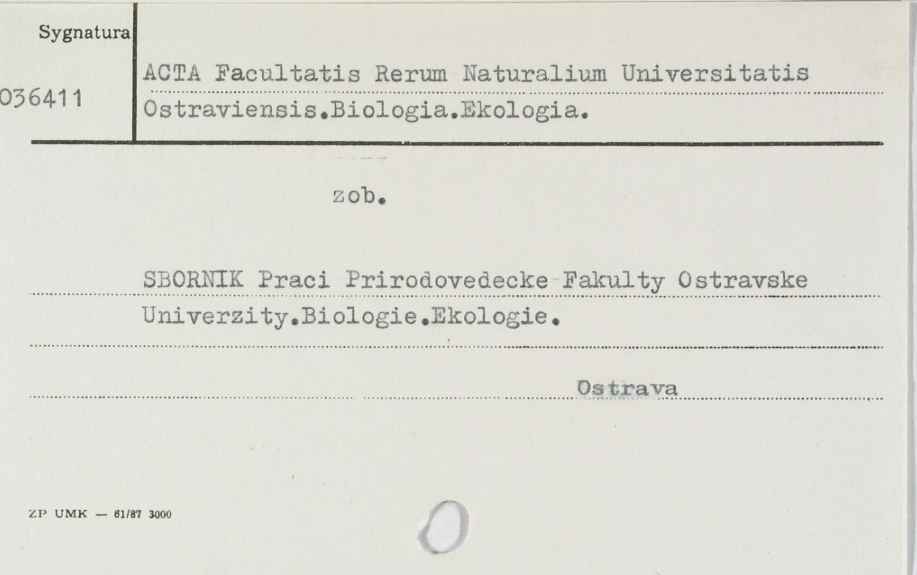 Sygnatura
036411
ACTA Facultatis Rerum Naturalium Universitatis
Ostraviensis.Biologia.Ekologia.
zob.
SBORNIK Praci Prirodovedecke Fakulty Ostravske
Univerzity.Biologie.Ekologie.
Ostrava
ZP UMK — 61/87 3000